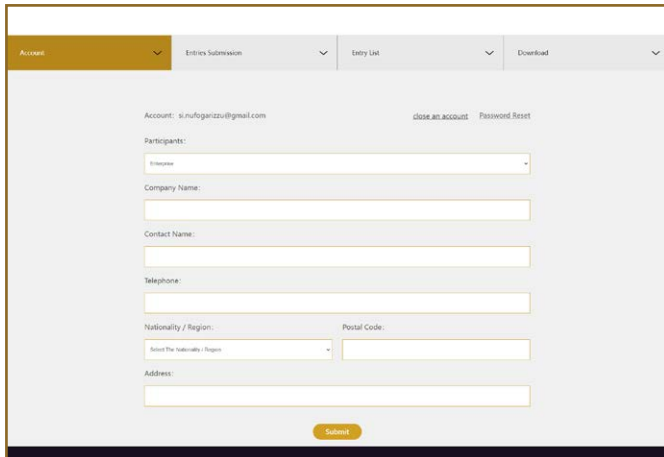 Account Entries Submission Entry List Download
Account: si.nufogarizzu@gmail.com close an account Password Reset
Participants:
Enterprise
Company Name:
Contact Name:
Telephone:
Nationality / Region: Postal Code:
Select The Nationality / Region
Address:
Submit